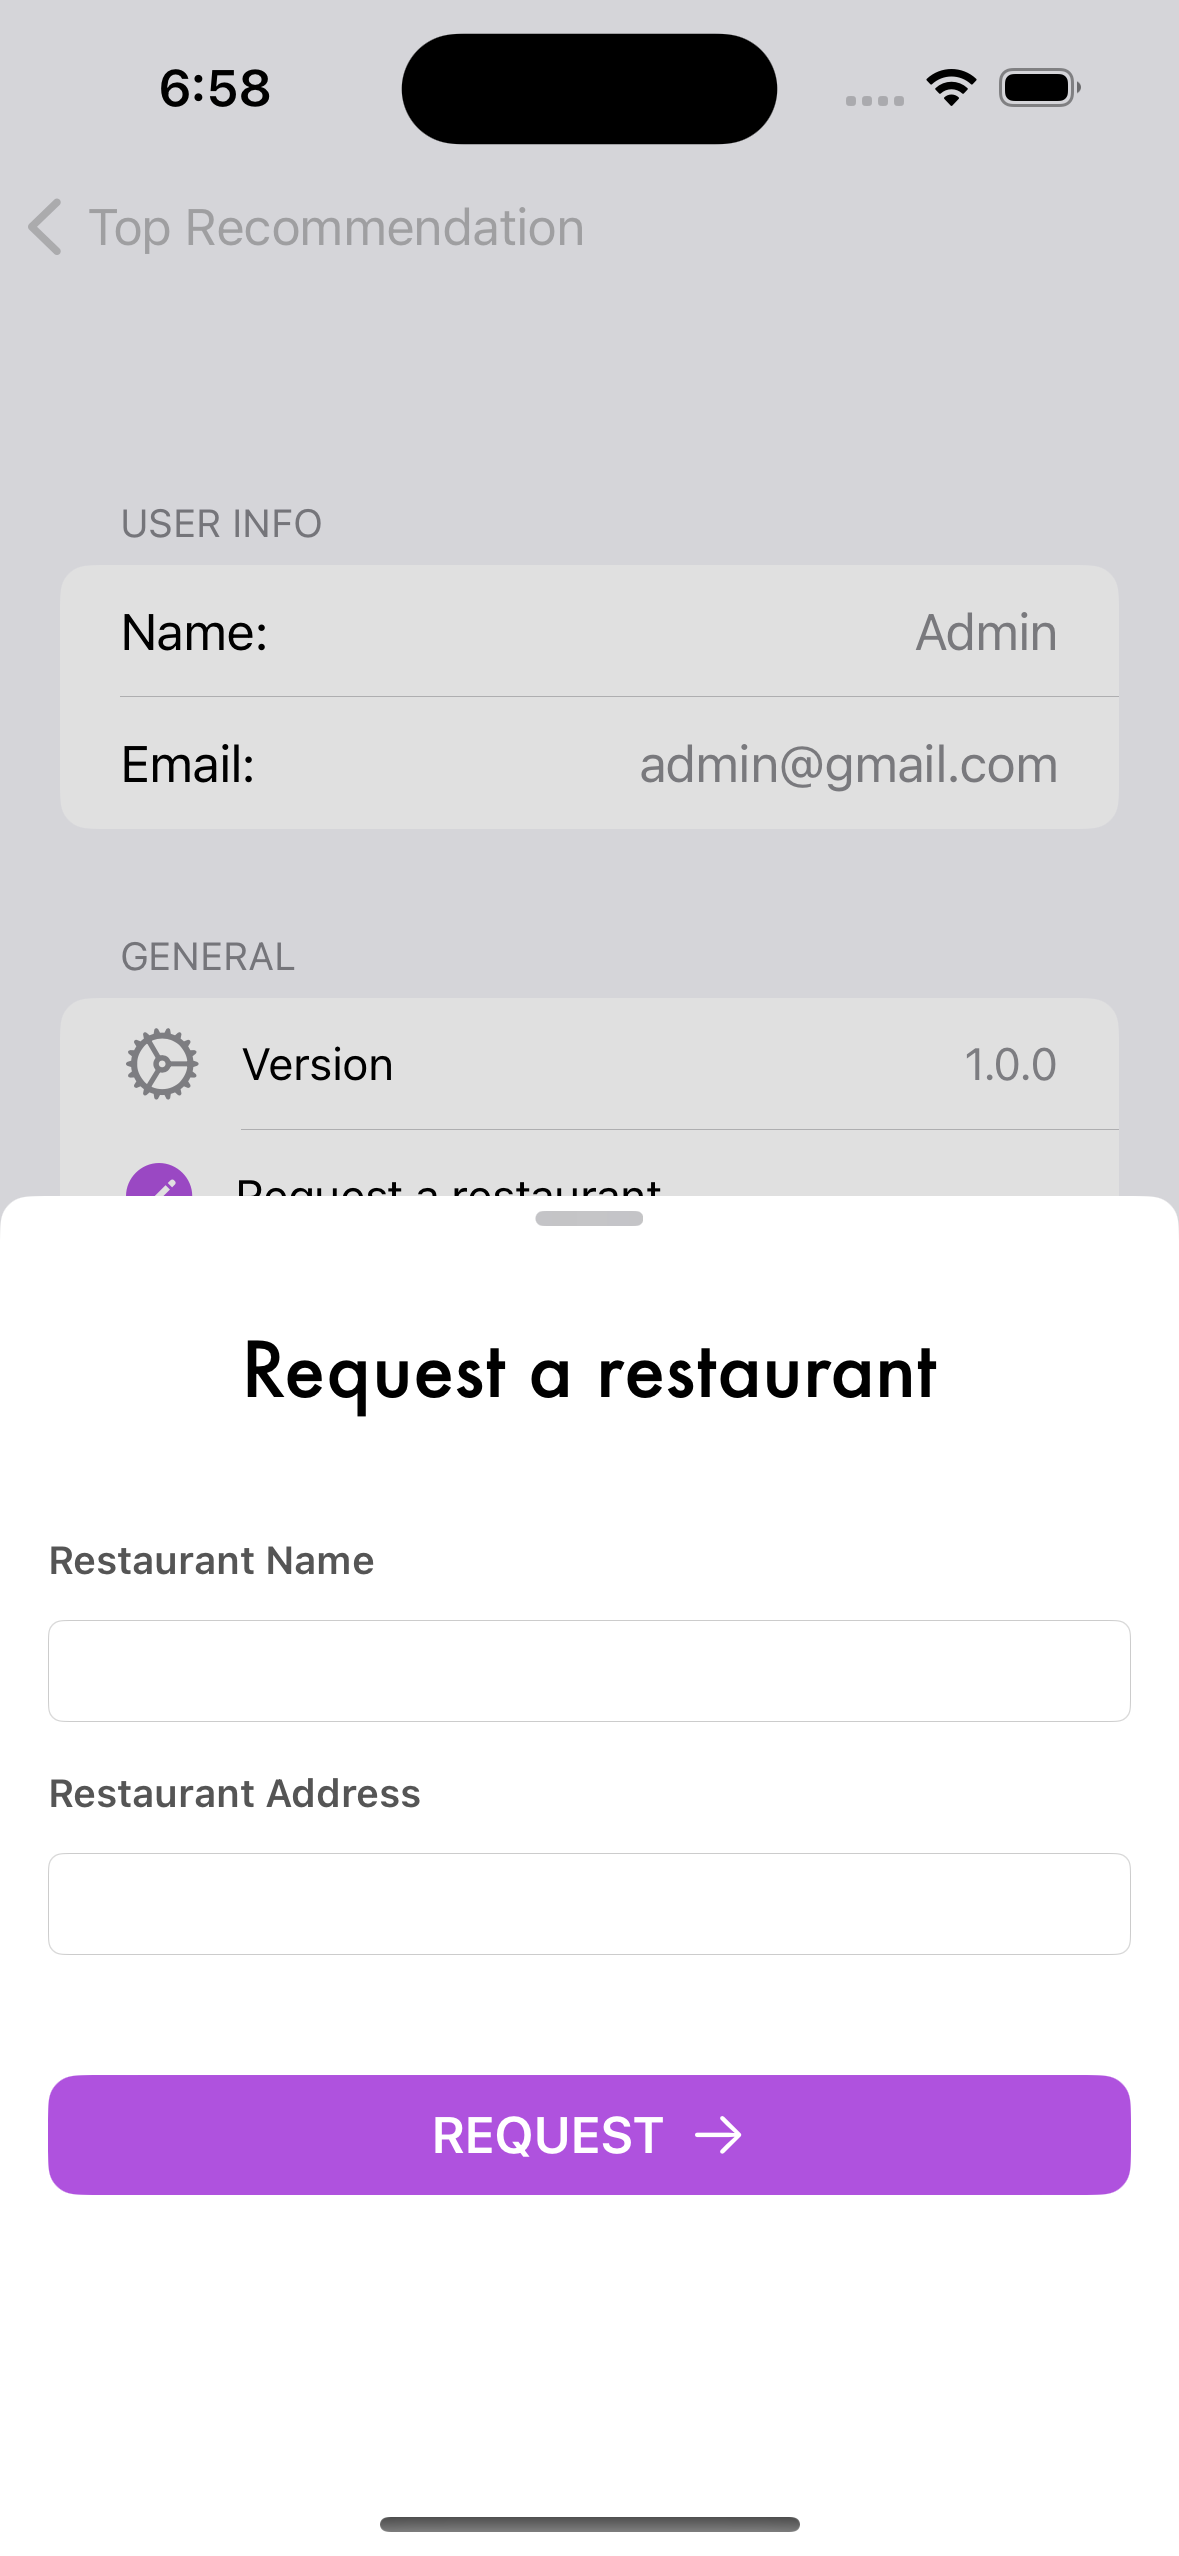 6:58
Top Recommendation
USER INFO
Name: Admin
Email: admin@gmail.com
GENERAL
Version 1.0.0
Request a restaurant
Request a restaurant
Restaurant Name
Restaurant Address
REQUEST →